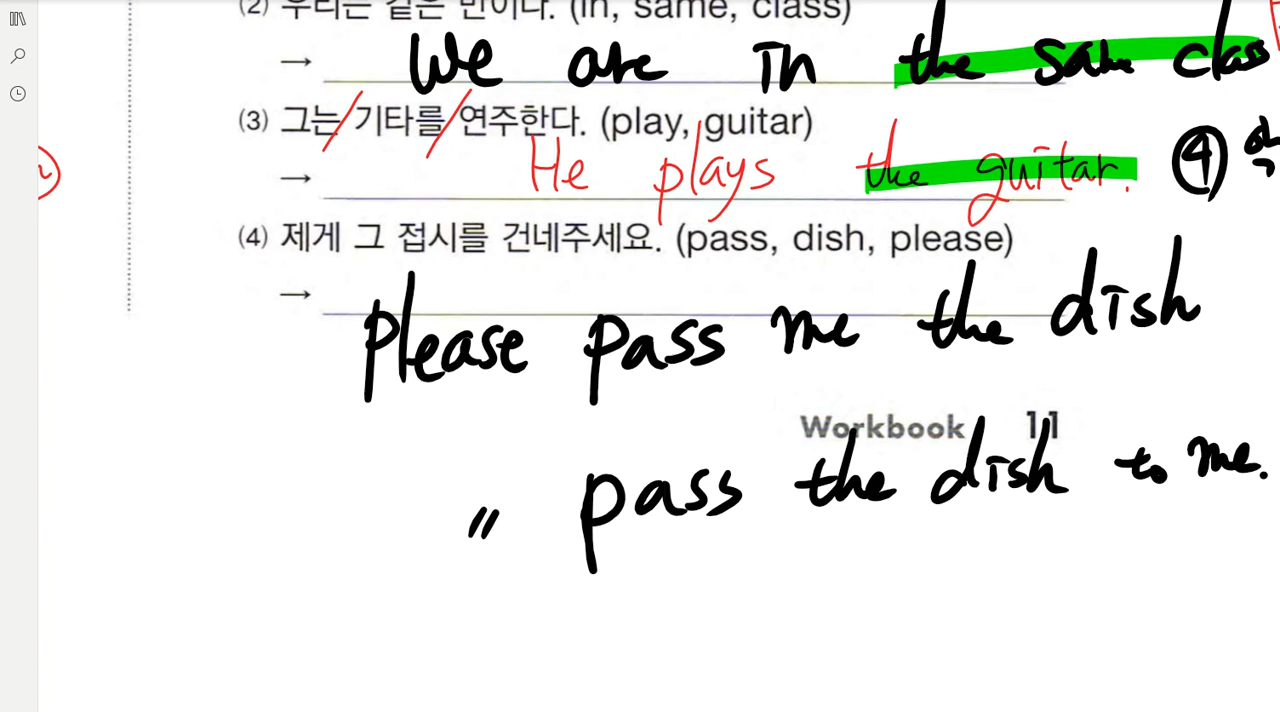 (2) 우리는 같은 반이다. (in, same, class)
→ We are in the same class
(3) 그는/기타를/연주한다. (play, guitar)
→ He plays the guitar. ④
(4) 제게 그 접시를 건네주세요. (pass, dish, please)
→
please pass me the dish
Workbook 11
〃 pass the dish to me.